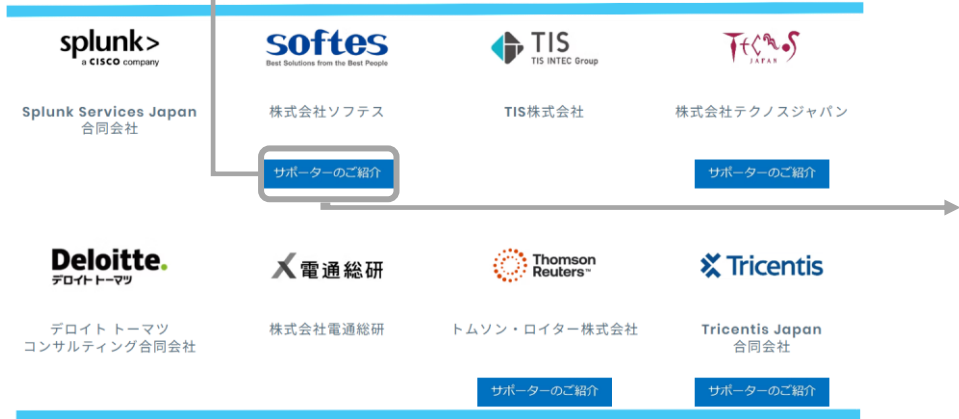 splunk>
a CISCO company
softes
Best Solutions from the Best People
TIS
TIS INTEC Group
TECNOS
JAPAN
Splunk Services Japan
合同会社
株式会社ソフテス
TIS株式会社
株式会社テクノスジャパン
サポーターのご紹介
サポーターのご紹介
Deloitte.
デロイト トーマツ
電通総研
Thomson
Reuters™
Tricentis
デロイト トーマツ
コンサルティング合同会社
株式会社電通総研
トムソン・ロイター株式会社
Tricentis Japan
合同会社
サポーターのご紹介
サポーターのご紹介